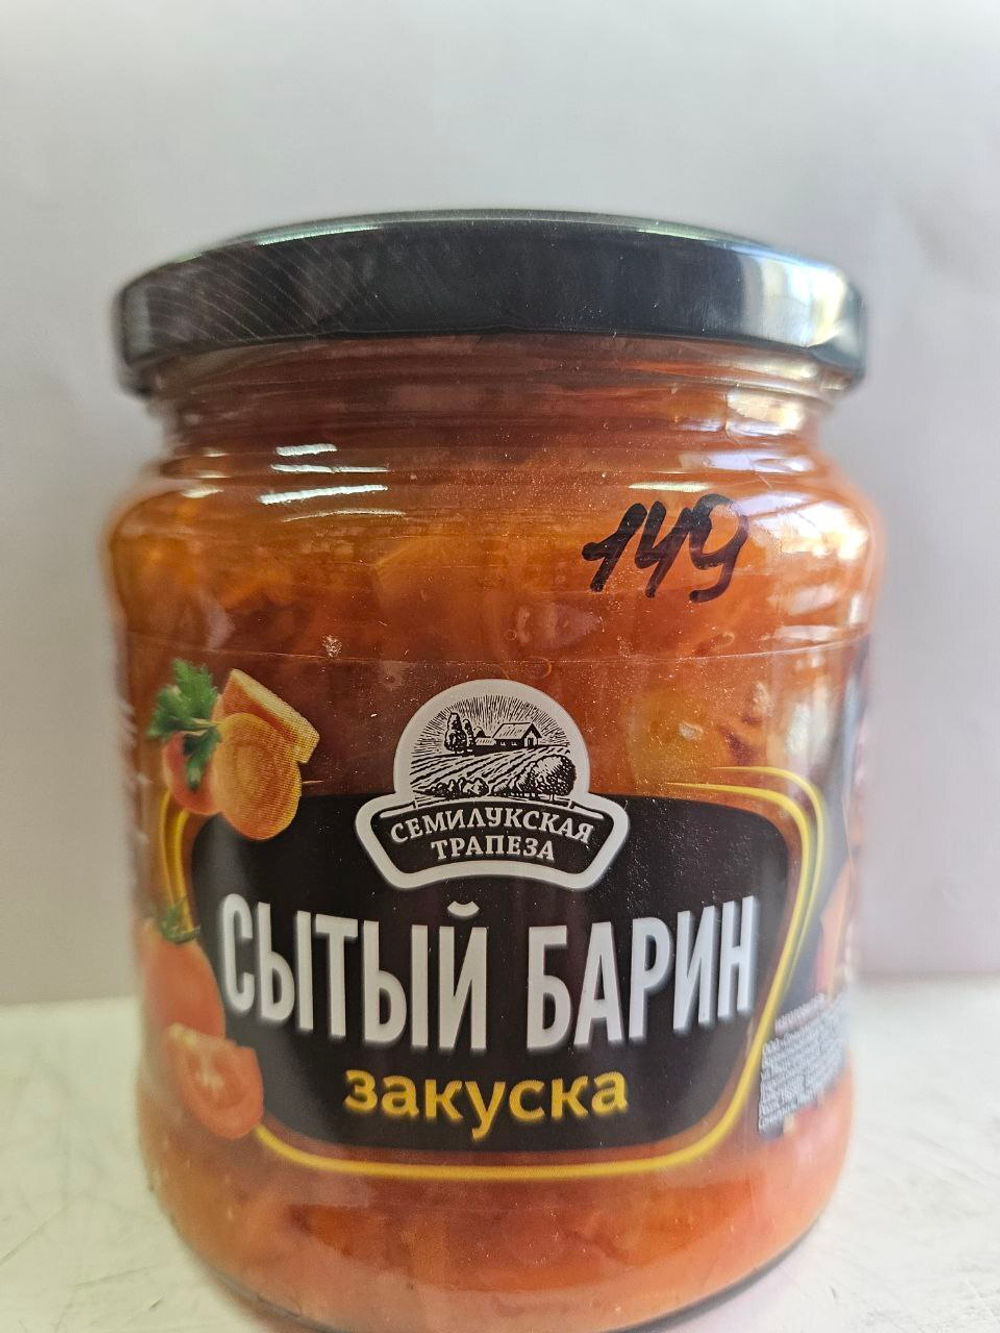 149
СЕМИЛУКСКАЯ
ТРАПЕЗА
СЫТЫЙ БАРИН
закуска